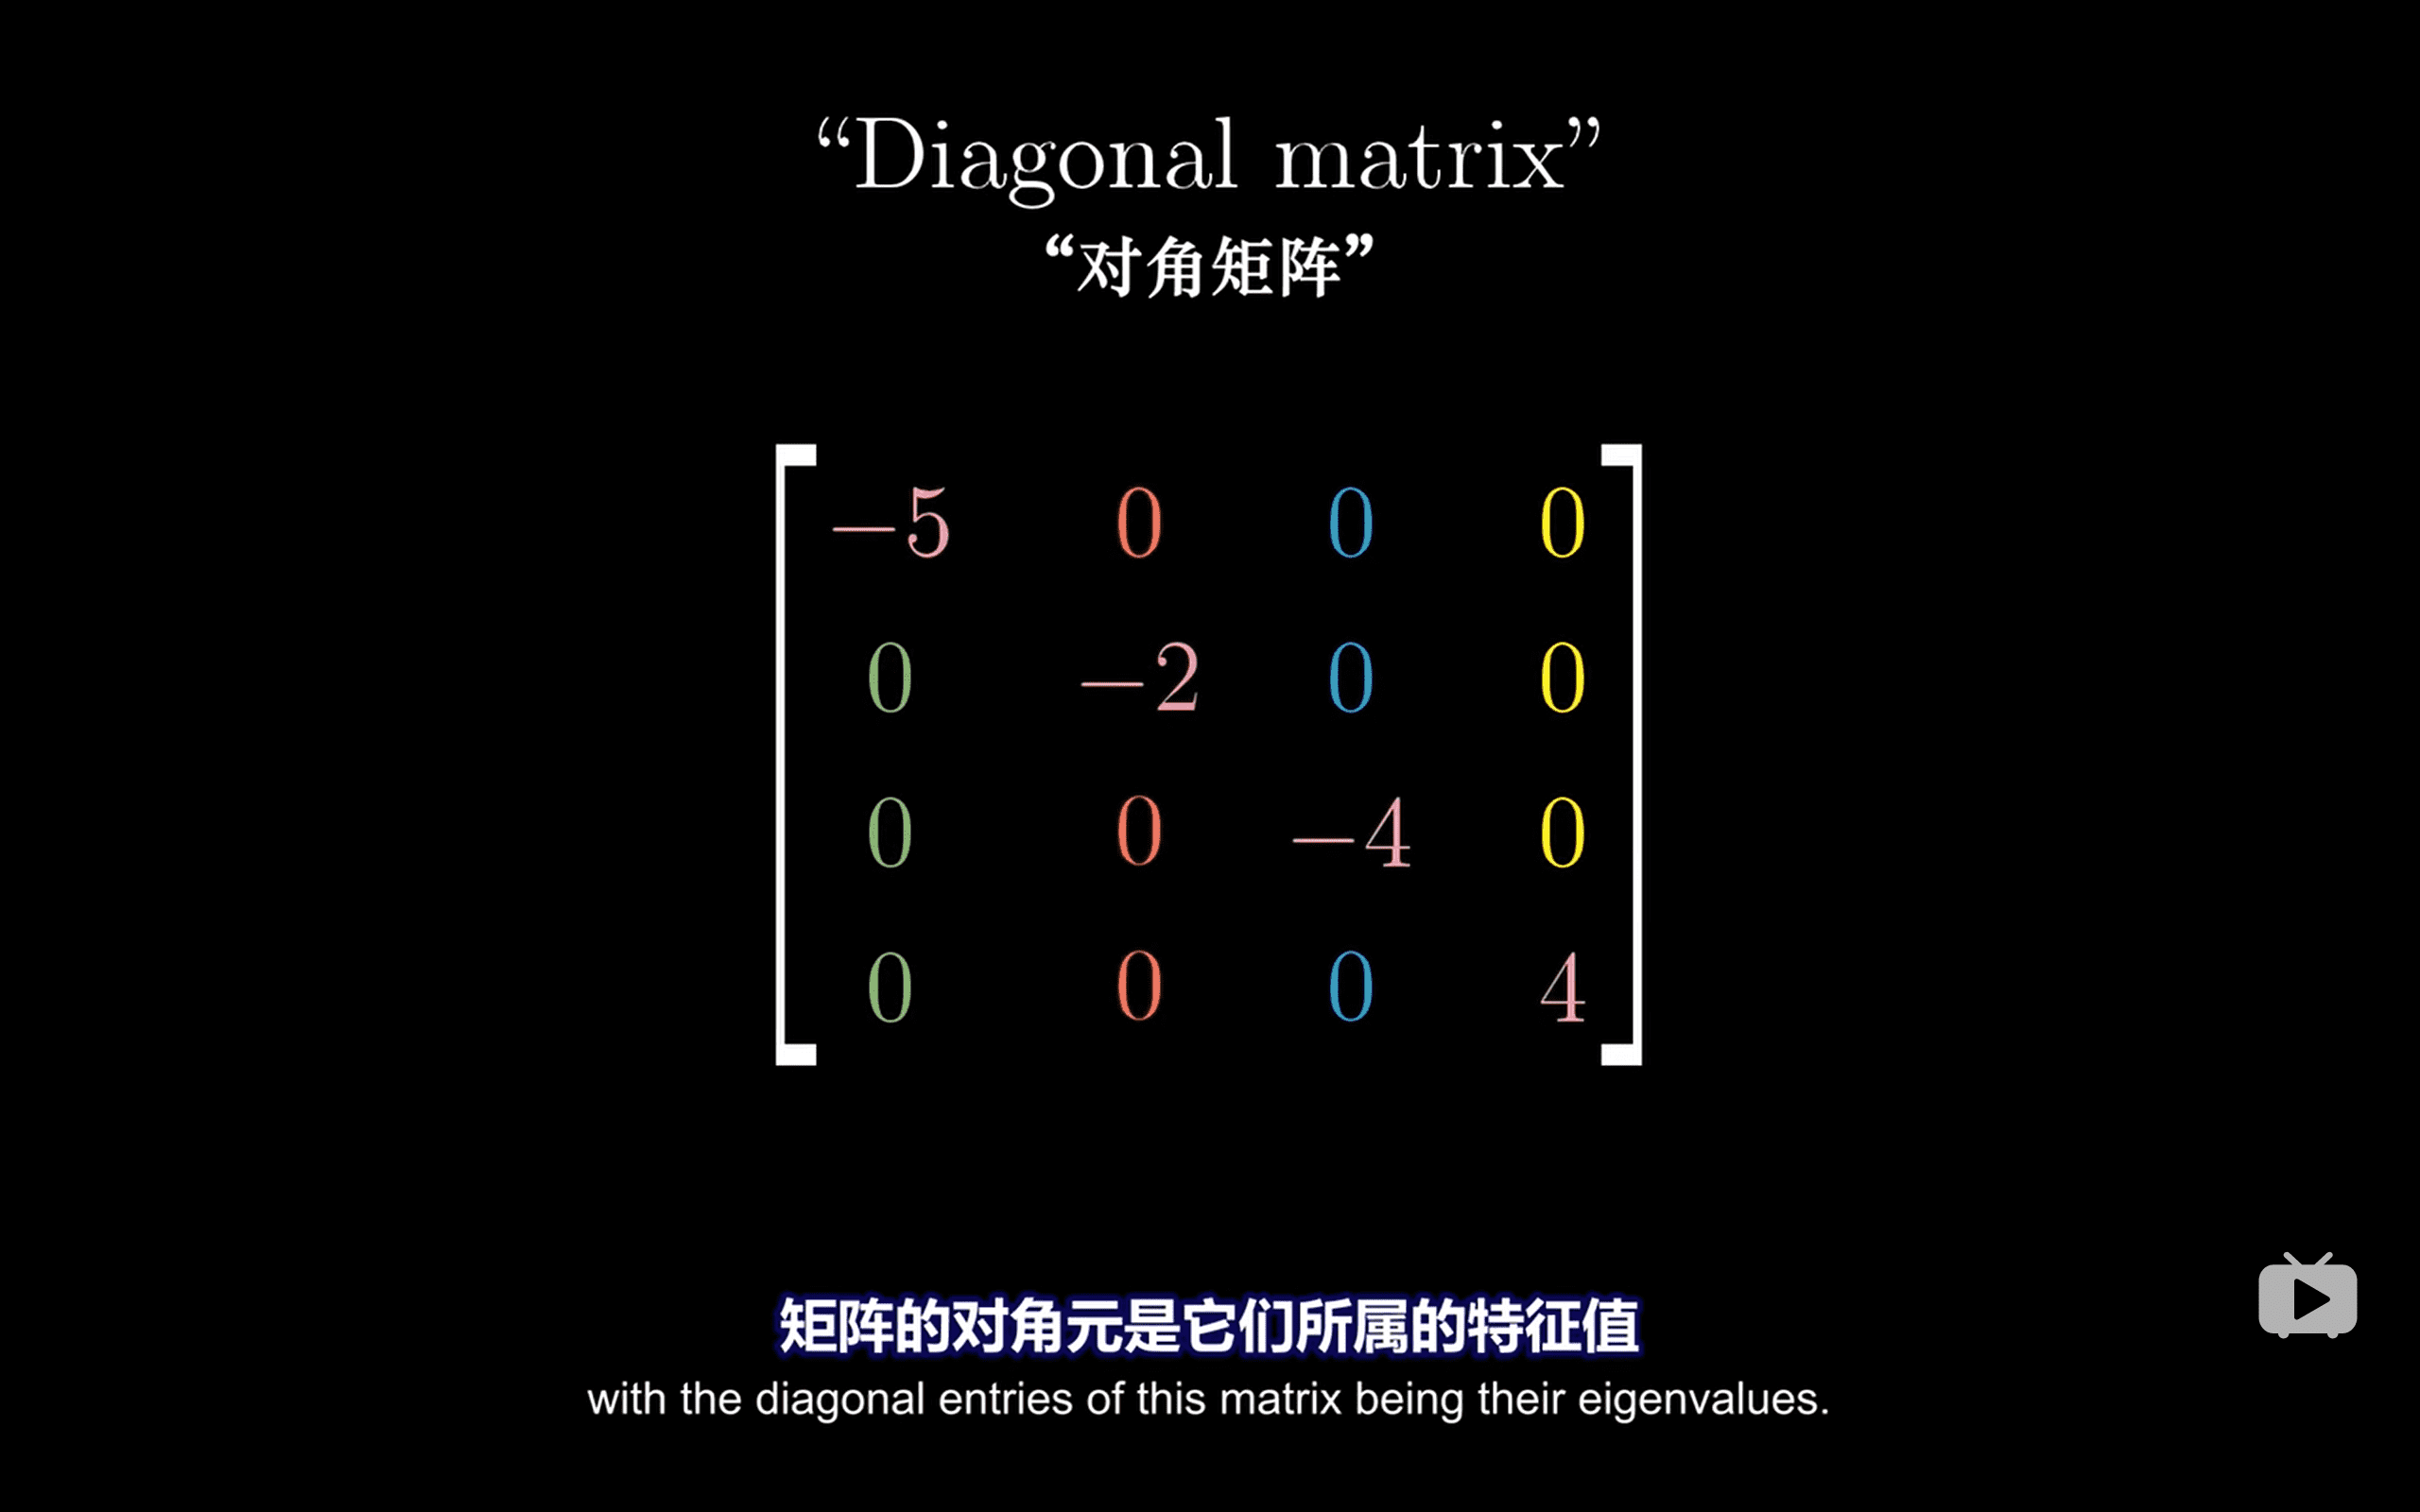 “Diagonal matrix”
“对角矩阵”
−5 0 0 0
0 −2 0 0
0 0 −4 0
0 0 0 4
矩阵的对角元是它们所属的特征值
with the diagonal entries of this matrix being their eigenvalues.